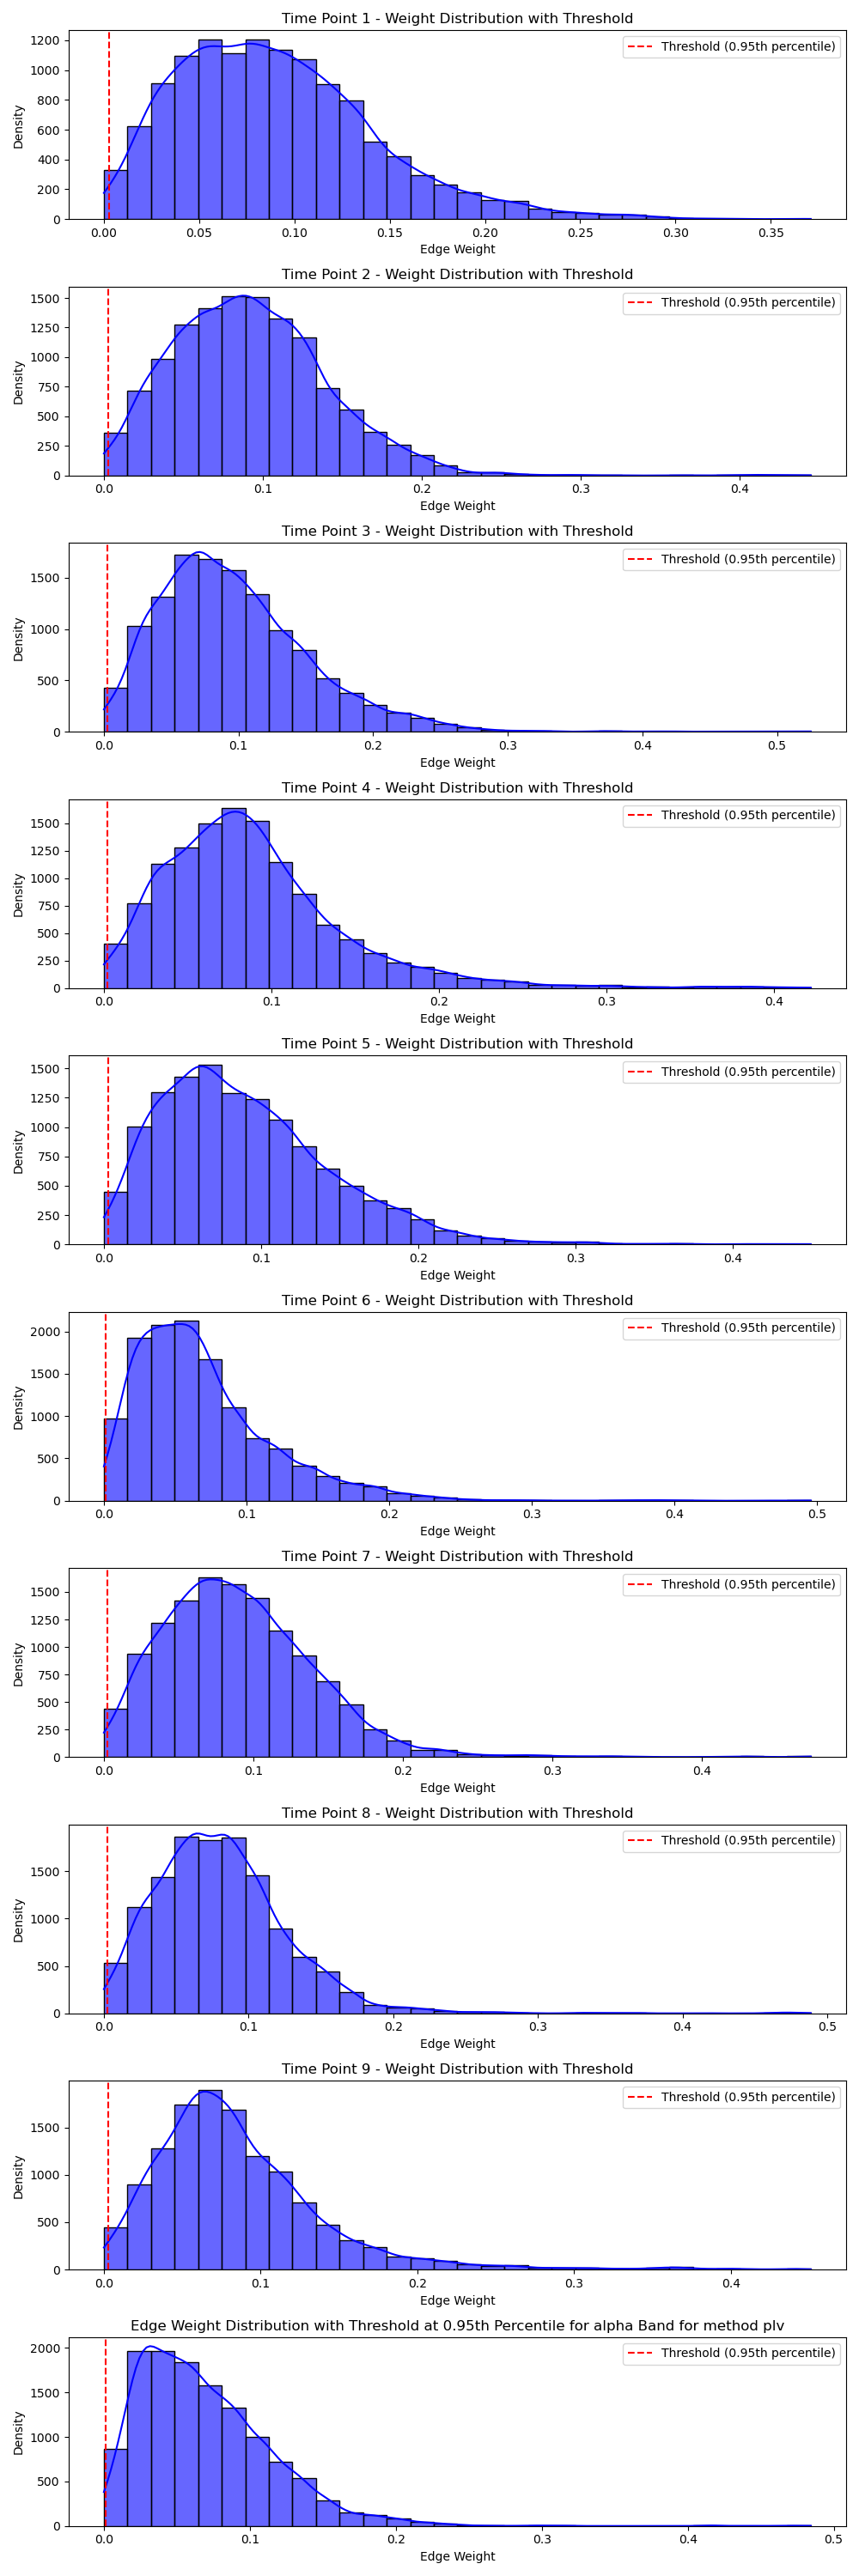 Time Point 1 - Weight Distribution with Threshold
Threshold (0.95th percentile)
Density
1200
1000
800
600
400
200
0
0.00 0.05 0.10 0.15 0.20 0.25 0.30 0.35
Edge Weight
Time Point 2 - Weight Distribution with Threshold
Threshold (0.95th percentile)
Density
1500
1250
1000
750
500
250
0
0.0 0.1 0.2 0.3 0.4
Edge Weight
Time Point 3 - Weight Distribution with Threshold
Threshold (0.95th percentile)
Density
1500
1000
500
0
0.0 0.1 0.2 0.3 0.4 0.5
Edge Weight
Time Point 4 - Weight Distribution with Threshold
Threshold (0.95th percentile)
Density
1500
1250
1000
750
500
250
0
0.0 0.1 0.2 0.3 0.4
Edge Weight
Time Point 5 - Weight Distribution with Threshold
Threshold (0.95th percentile)
Density
1500
1250
1000
750
500
250
0
0.0 0.1 0.2 0.3 0.4
Edge Weight
Time Point 6 - Weight Distribution with Threshold
Threshold (0.95th percentile)
Density
2000
1500
1000
500
0
0.0 0.1 0.2 0.3 0.4 0.5
Edge Weight
Time Point 7 - Weight Distribution with Threshold
Threshold (0.95th percentile)
Density
1500
1250
1000
750
500
250
0
0.0 0.1 0.2 0.3 0.4
Edge Weight
Time Point 8 - Weight Distribution with Threshold
Threshold (0.95th percentile)
Density
1500
1000
500
0
0.0 0.1 0.2 0.3 0.4 0.5
Edge Weight
Time Point 9 - Weight Distribution with Threshold
Threshold (0.95th percentile)
Density
1500
1000
500
0
0.0 0.1 0.2 0.3 0.4
Edge Weight
Edge Weight Distribution with Threshold at 0.95th Percentile for alpha Band for method plv
Threshold (0.95th percentile)
Density
2000
1500
1000
500
0
0.0 0.1 0.2 0.3 0.4 0.5
Edge Weight